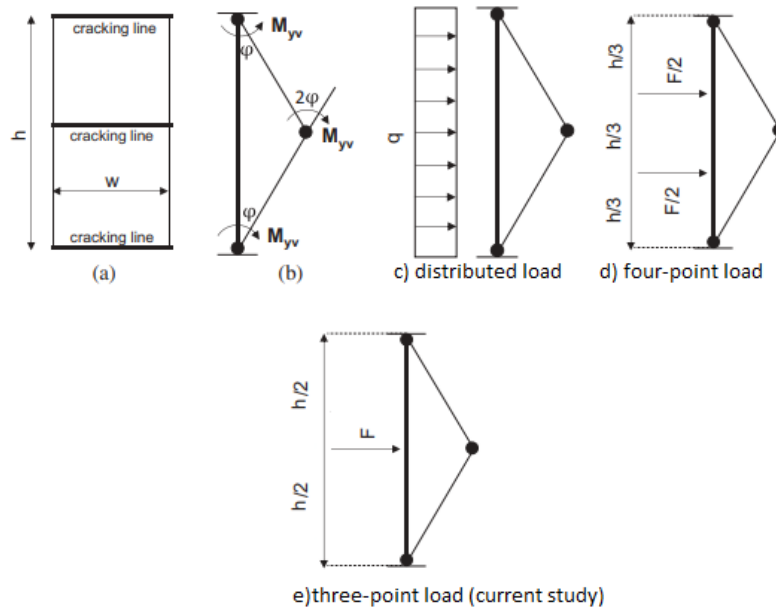 cracking line
h
cracking line
w
cracking line
(a)
M_yv
φ
2φ
M_yv
φ
M_yv
(b)
q
c) distributed load
h/3
F/2
h/3
F/2
h/3
d) four-point load
h/2
F
h/2
e)three-point load (current study)